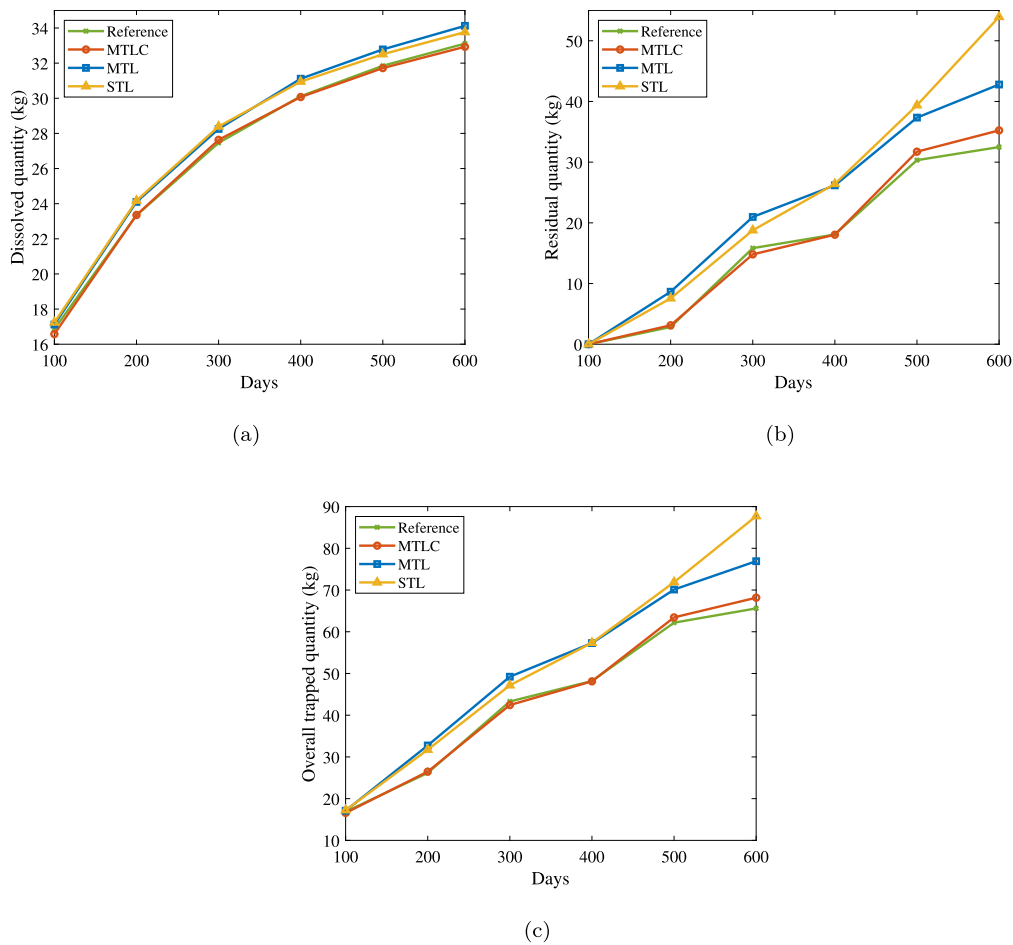 Reference
MTLC
MTL
STL
Dissolved quantity (kg)
34
32
30
28
26
24
22
20
18
16
100 200 300 400 500 600
Days
(a)
Reference
MTLC
MTL
STL
Residual quantity (kg)
50
40
30
20
10
0
100 200 300 400 500 600
Days
(b)
Reference
MTLC
MTL
STL
Overall trapped quantity (kg)
90
80
70
60
50
40
30
20
10
100 200 300 400 500 600
Days
(c)